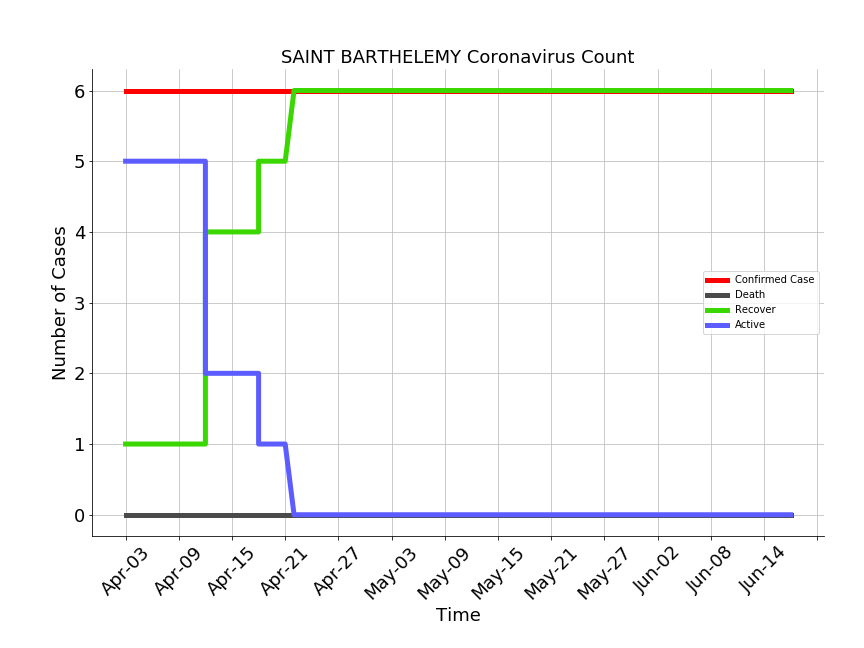 SAINT BARTHELEMY Coronavirus Count
Number of Cases
6
5
4
3
2
1
0
Confirmed Case
Death
Recover
Active
Apr-03
Apr-09
Apr-15
Apr-21
Apr-27
May-03
May-09
May-15
May-21
May-27
Jun-02
Jun-08
Jun-14
Time